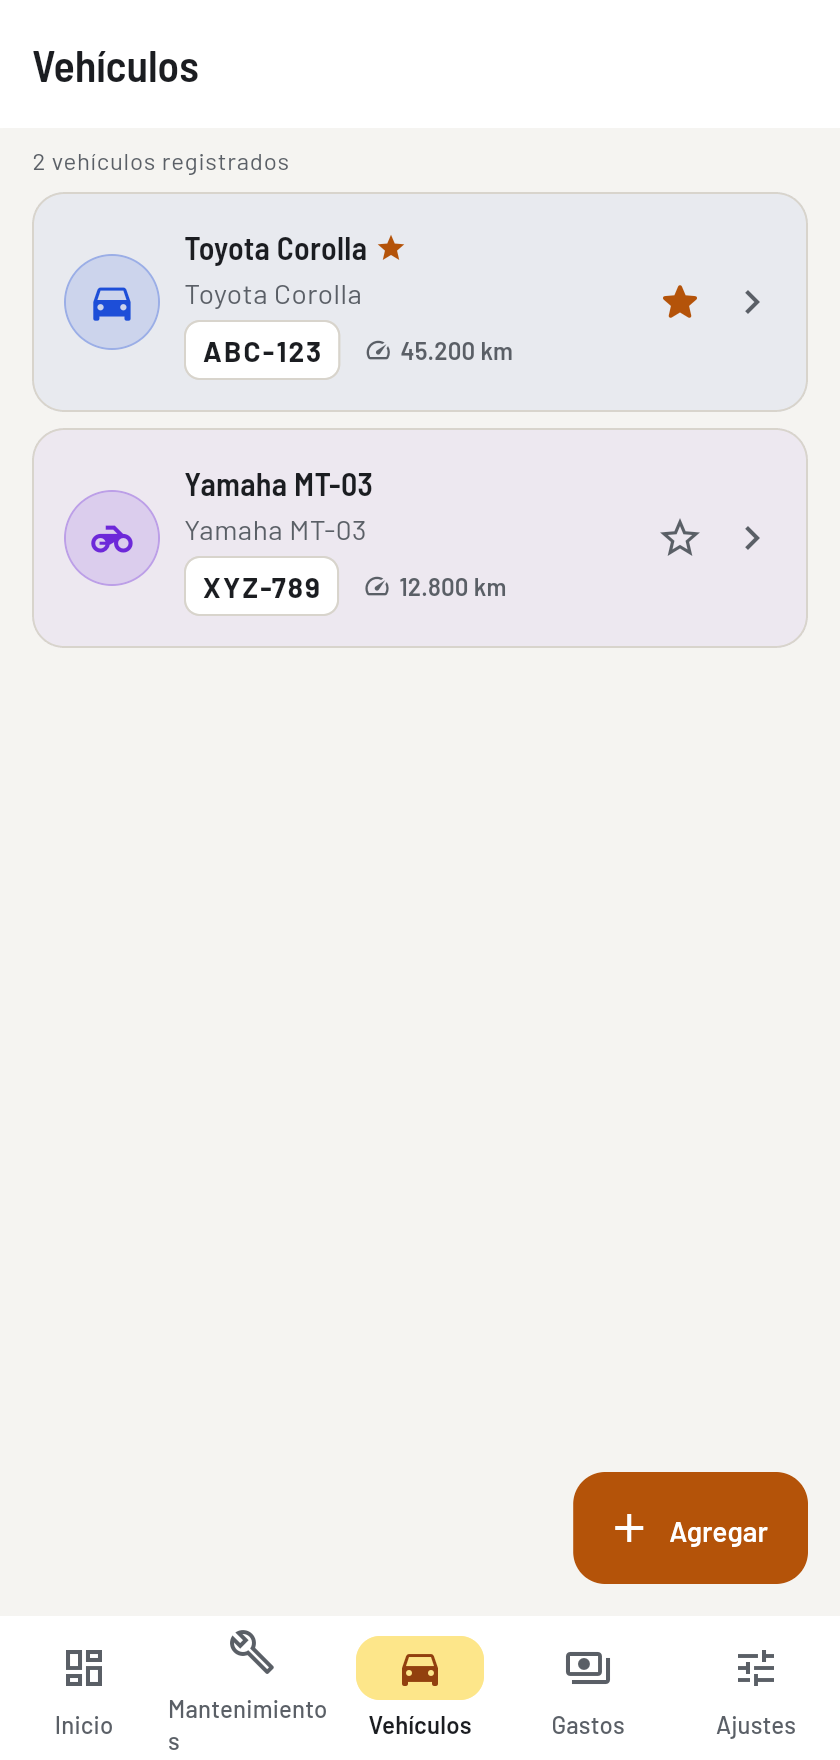 Vehículos
2 vehículos registrados
Toyota Corolla
Toyota Corolla
ABC-123 45.200 km
Yamaha MT-03
Yamaha MT-03
XYZ-789 12.800 km
Agregar
Inicio
Mantenimiento
s
Vehículos
Gastos
Ajustes